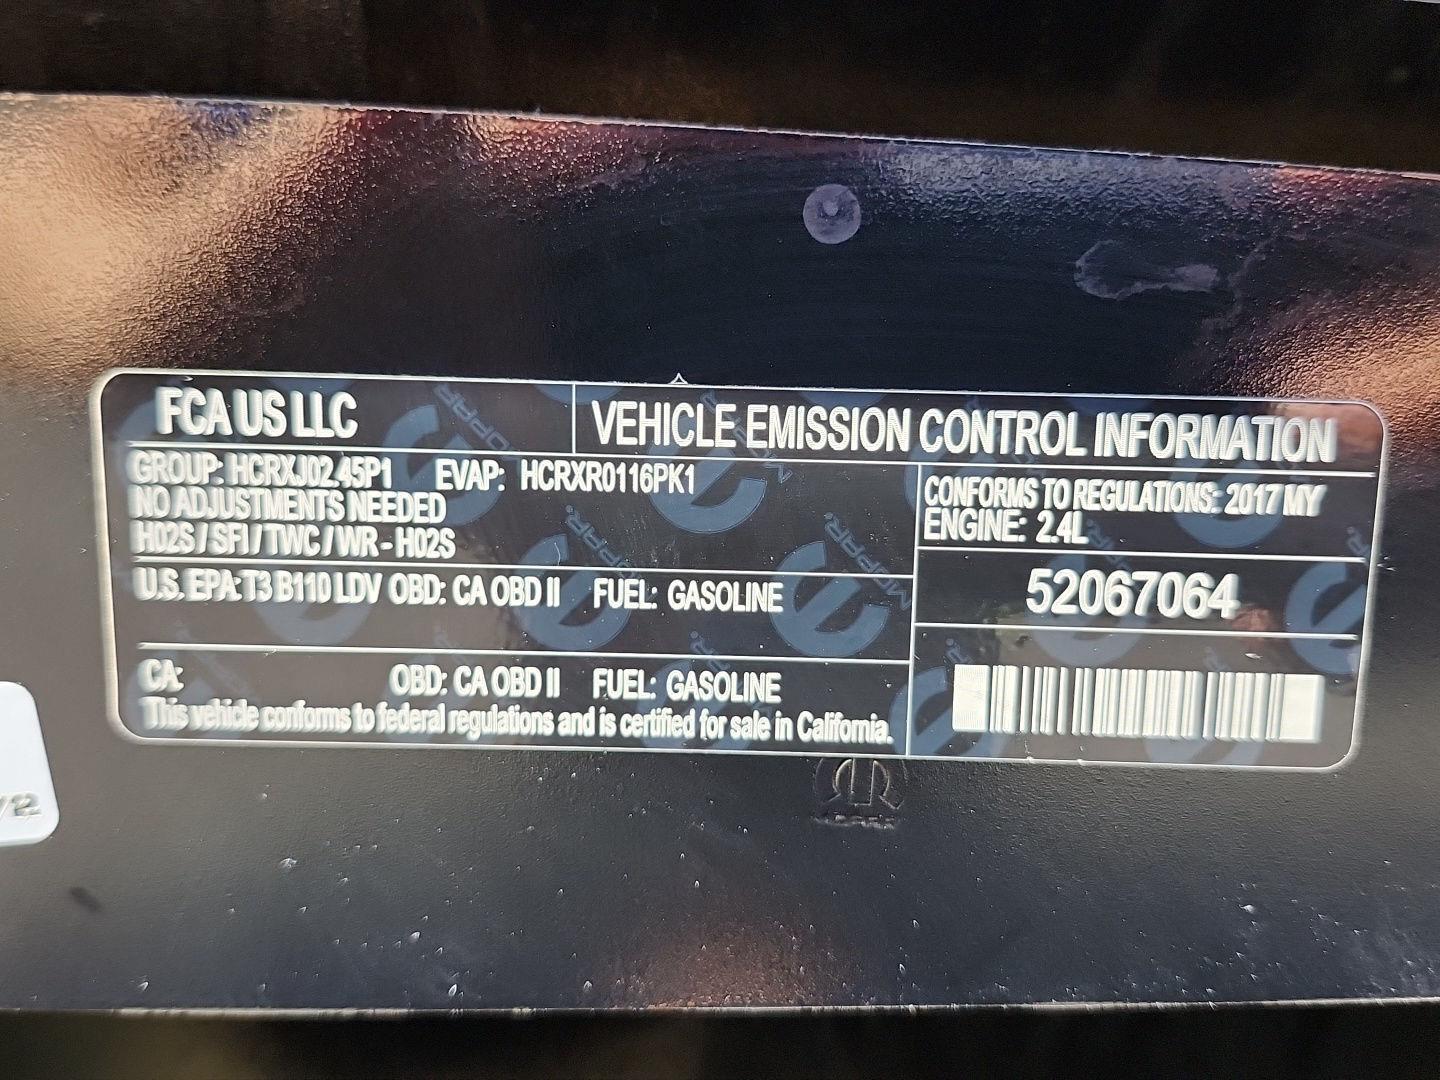 FCA US LLC
VEHICLE EMISSION CONTROL INFORMATION
GROUP: HCRXJ02.45P1 EVAP: HCRXR0116PK1
NO ADJUSTMENTS NEEDED
H02S / SFI / TWC / WR - H02S
CONFORMS TO REGULATIONS: 2017 MY
ENGINE: 2.4L
U.S. EPA: T3 B110 LDV OBD: CA OBD II FUEL: GASOLINE
52067064
CA: OBD: CA OBD II FUEL: GASOLINE
This vehicle conforms to federal regulations and is certified for sale in California.
MOPAR